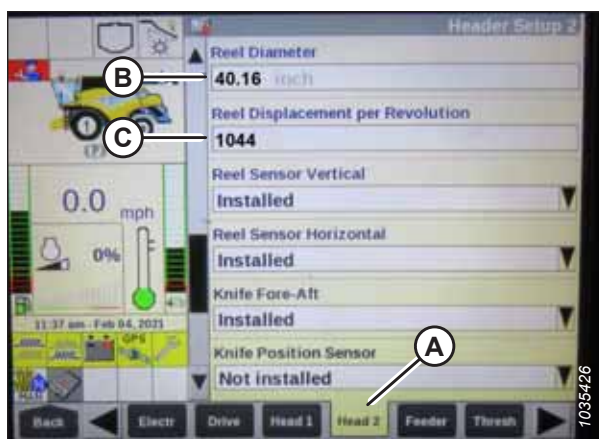 Header Setup 2
Reel Diameter
B
40.16 inch
Reel Displacement per Revolution
C
1044
(P)
Reel Sensor Vertical
Installed
0.0 mph
Reel Sensor Horizontal
Installed
0%
Knife Fore-Aft
Installed
11:37 am - Feb 04, 2021
GPS
A
Knife Position Sensor
Not installed
Back
Electr
Drive
Head 1
Head 2
Feeder
Thresh
1035426